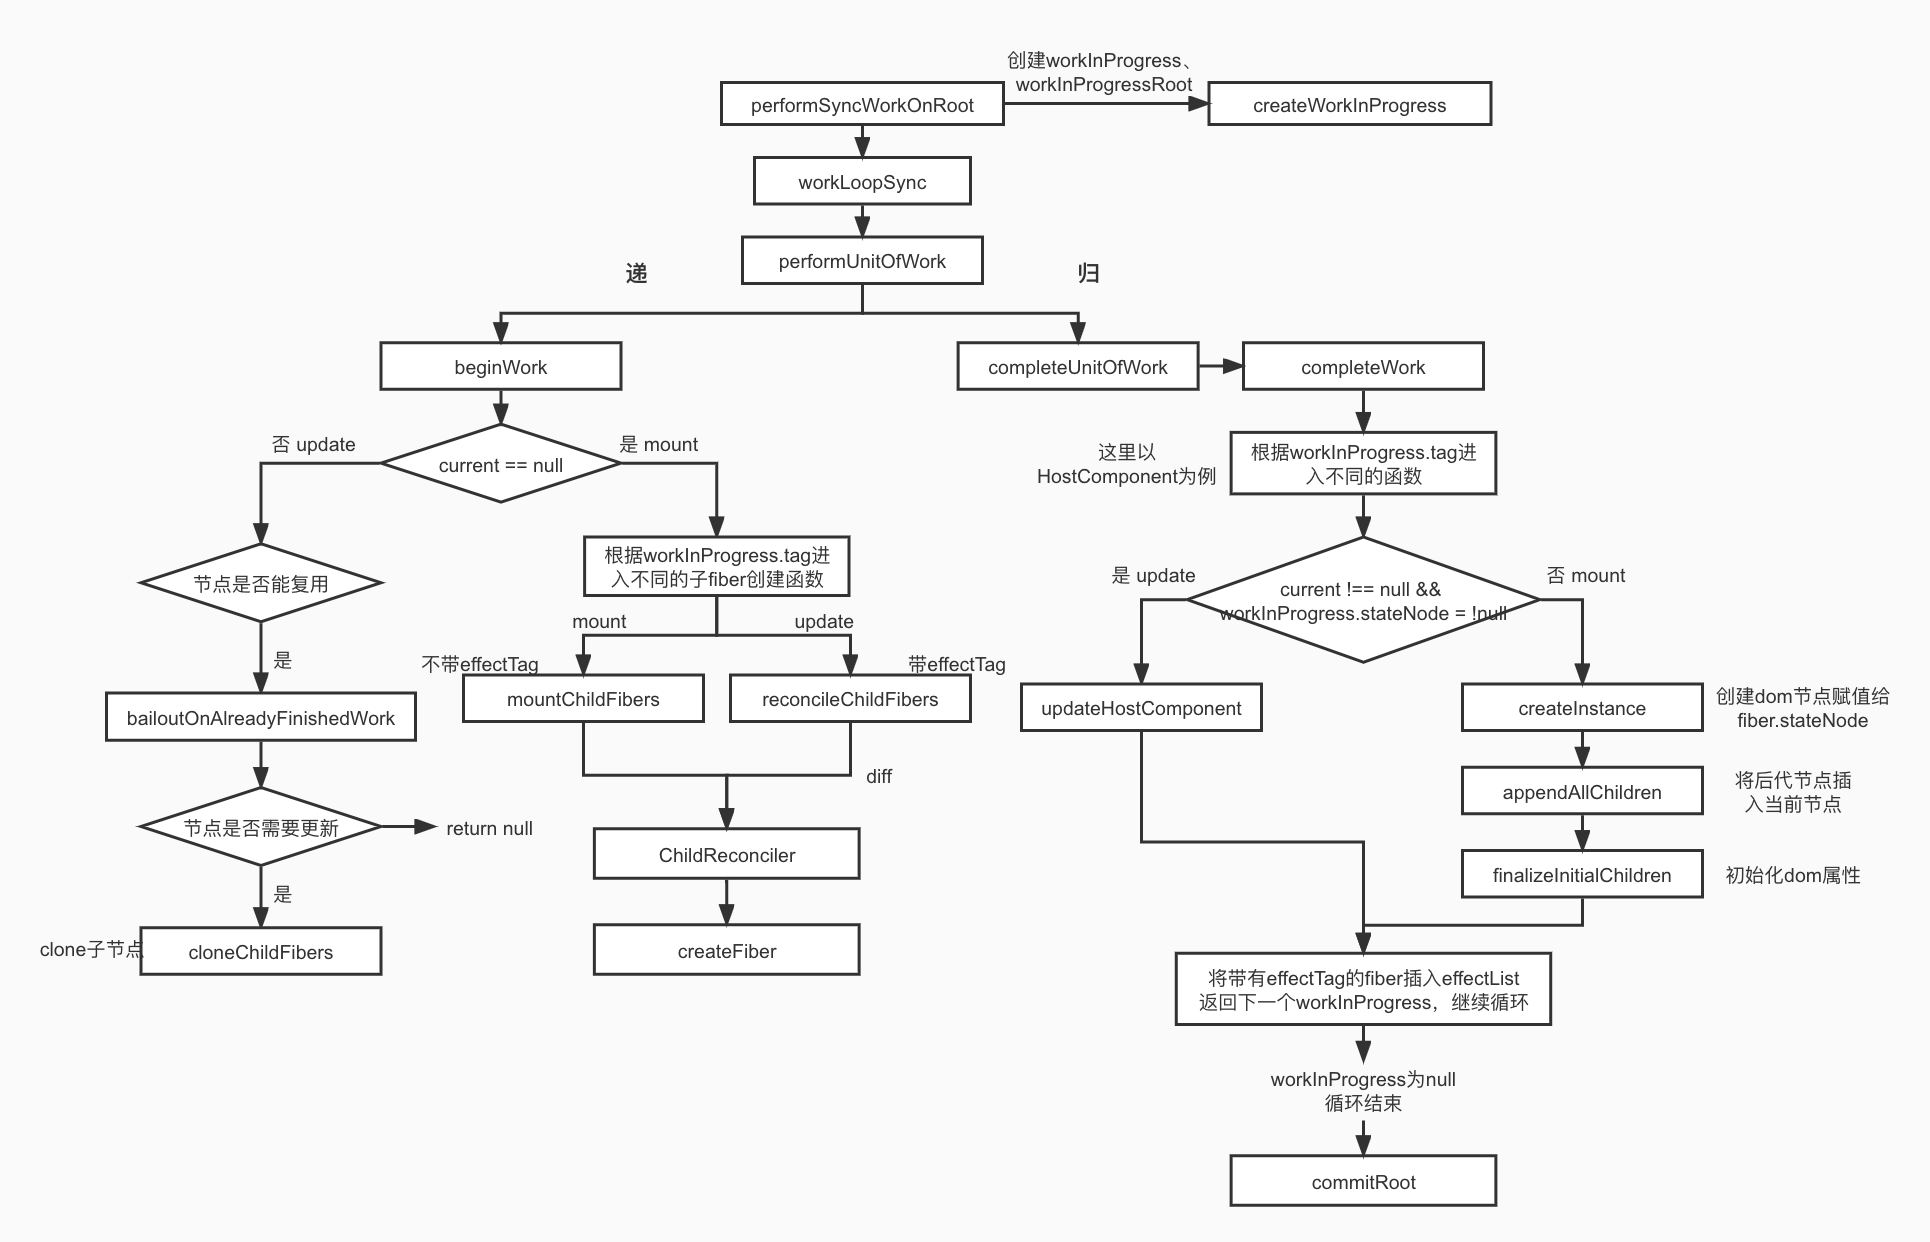 创建workInProgress、
workInProgressRoot
performSyncWorkOnRoot
createWorkInProgress
workLoopSync
performUnitOfWork
递
归
beginWork
completeUnitOfWork
completeWork
否 update
current == null
是 mount
这里以
HostComponent为例
根据workInProgress.tag进
入不同的函数
节点是否能复用
根据workInProgress.tag进
入不同的子fiber创建函数
是 update
current !== null &&
workInProgress.stateNode = !null
否 mount
mount
update
是
不带effectTag
带effectTag
bailoutOnAlreadyFinishedWork
mountChildFibers
reconcileChildFibers
updateHostComponent
createInstance
创建dom节点赋值给
fiber.stateNode
diff
appendAllChildren
将后代节点插
入当前节点
节点是否需要更新
return null
ChildReconciler
finalizeInitialChildren
初始化dom属性
是
clone子节点
cloneChildFibers
createFiber
将带有effectTag的fiber插入effectList
返回下一个workInProgress，继续循环
workInProgress为null
循环结束
commitRoot